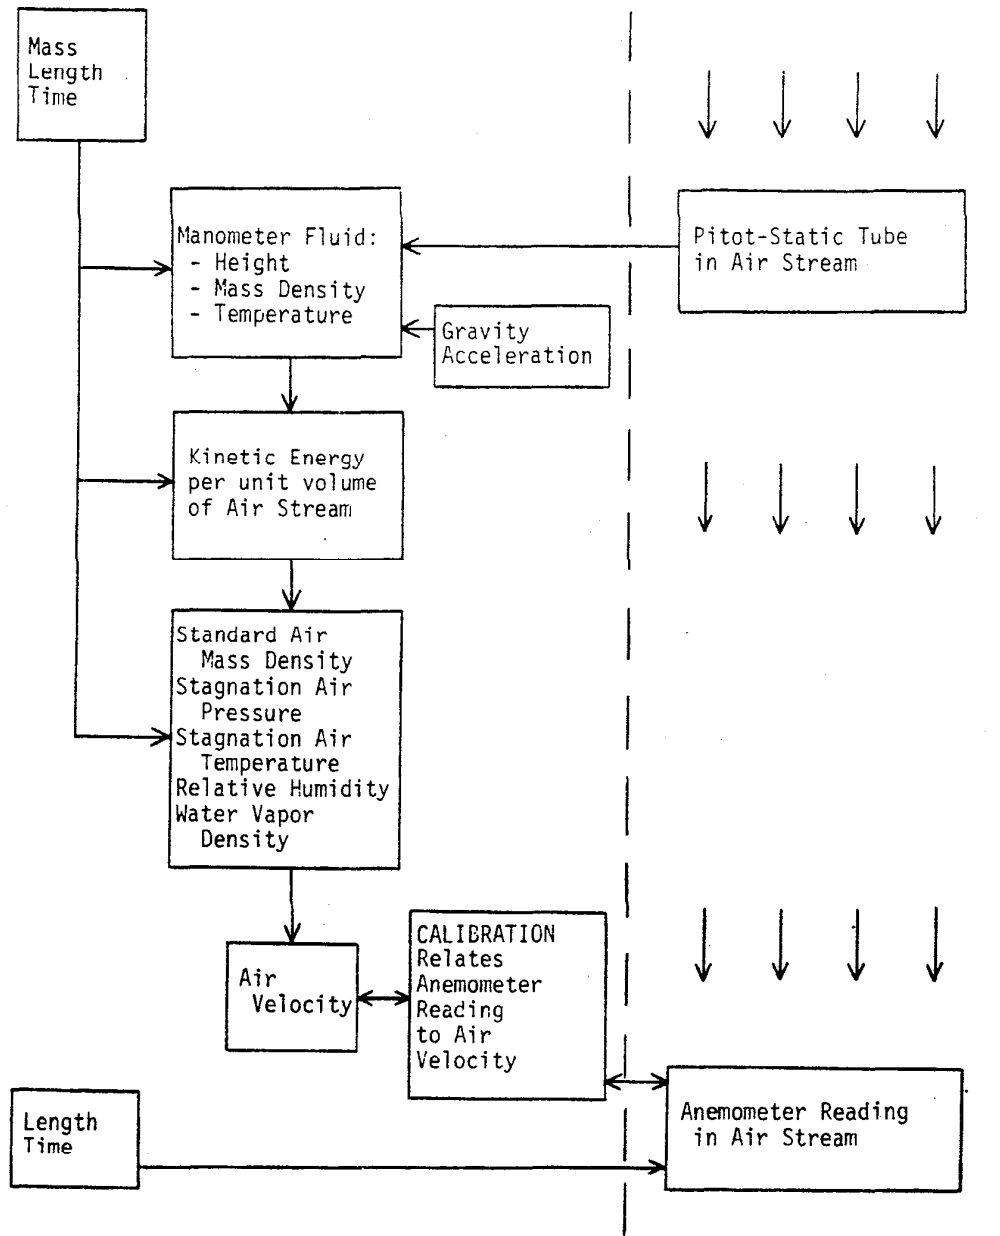 Mass
Length
Time
Manometer Fluid:
- Height
- Mass Density
- Temperature
Pitot-Static Tube
in Air Stream
Gravity
Acceleration
Kinetic Energy
per unit volume
of Air Stream
Standard Air
Mass Density
Stagnation Air
Pressure
Stagnation Air
Temperature
Relative Humidity
Water Vapor
Density
Air
Velocity
CALIBRATION
Relates
Anemometer
Reading
to Air
Velocity
Length
Time
Anemometer Reading
in Air Stream